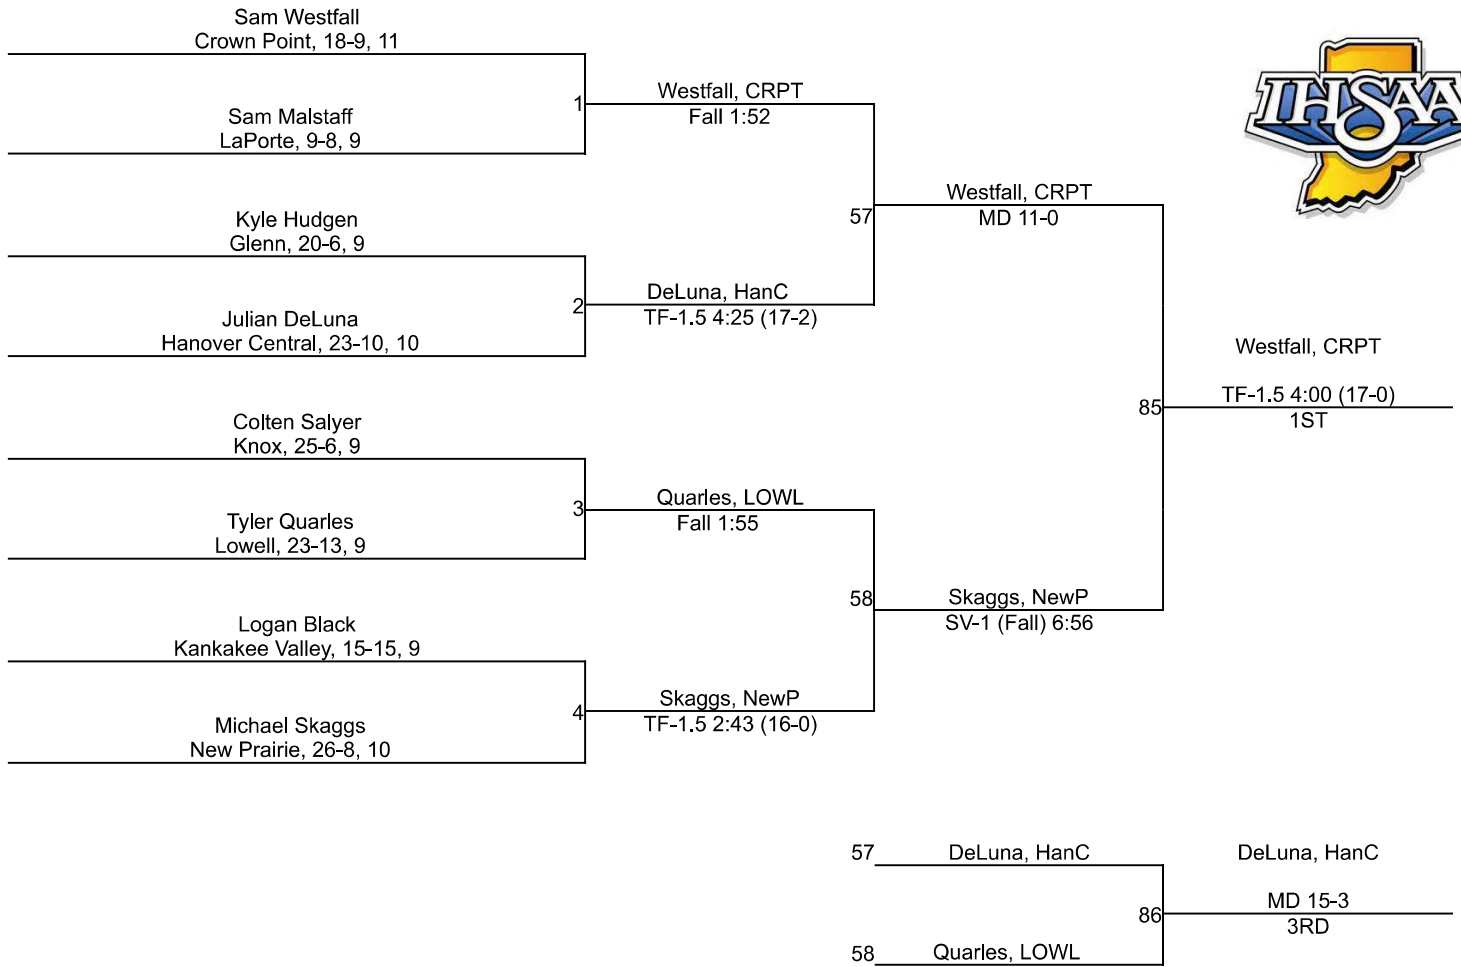 Sam Westfall
Crown Point, 18-9, 11
Sam Malstaff
LaPorte, 9-8, 9
Kyle Hudgen
Glenn, 20-6, 9
Julian DeLuna
Hanover Central, 23-10, 10
Colten Salyer
Knox, 25-6, 9
Tyler Quarles
Lowell, 23-13, 9
Logan Black
Kankakee Valley, 15-15, 9
Michael Skaggs
New Prairie, 26-8, 10
1
Westfall, CRPT
Fall 1:52
2
DeLuna, HanC
TF-1.5 4:25 (17-2)
3
Quarles, LOWL
Fall 1:55
4
Skaggs, NewP
TF-1.5 2:43 (16-0)
57
Westfall, CRPT
MD 11-0
58
Skaggs, NewP
SV-1 (Fall) 6:56
85
Westfall, CRPT
TF-1.5 4:00 (17-0)
1ST
IHSAA
57
DeLuna, HanC
58
Quarles, LOWL
86
DeLuna, HanC
MD 15-3
3RD